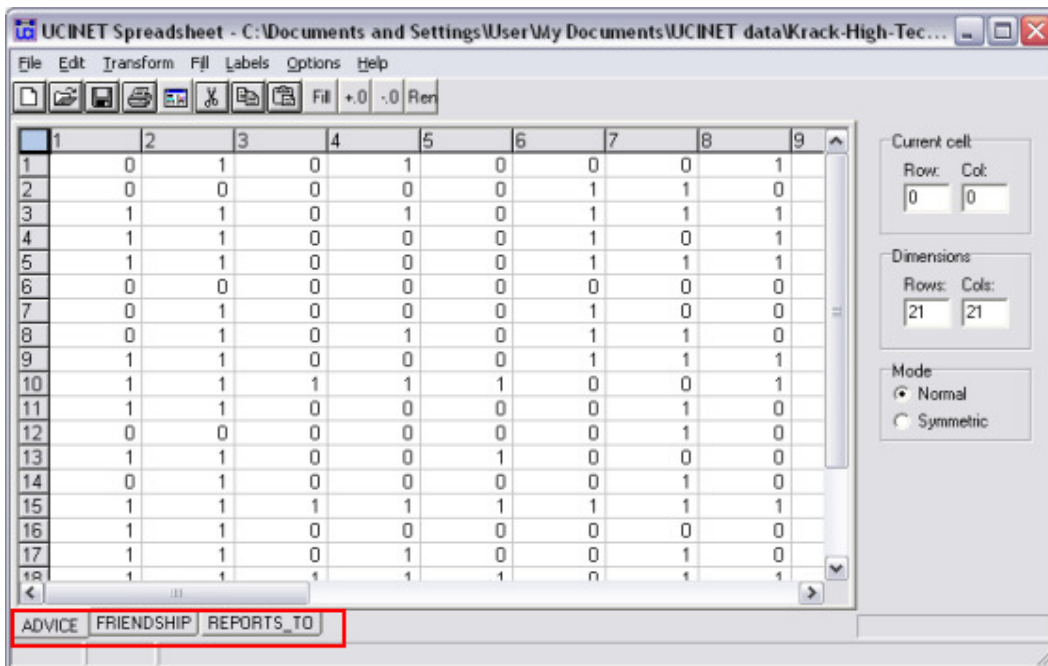 UCINET Spreadsheet - C:\Documents and Settings\User\My Documents\UCINET data\Krack-High-Tec...
File Edit Transform Fill Labels Options Help
Fill +.0 -.0 Ren
1 2 3 4 5 6 7 8 9
1 0 1 0 1 0 0 0 1
2 0 0 0 0 0 1 1 0
3 1 1 0 1 0 1 1 1
4 1 1 0 0 0 1 0 1
5 1 1 0 0 0 1 1 1
6 0 0 0 0 0 0 0 0
7 0 1 0 0 0 1 0 0
8 0 1 0 1 0 1 1 0
9 1 1 0 0 0 1 1 1
10 1 1 1 1 1 0 0 1
11 1 1 0 0 0 0 1 0
12 0 0 0 0 0 0 1 0
13 1 1 0 0 1 0 0 0
14 0 1 0 0 0 0 1 0
15 1 1 1 1 1 1 1 1
16 1 1 0 0 0 0 0 0
17 1 1 0 1 0 0 1 0
18 1 1 1 1 1 0 1 1
Current cell:
Row: Col:
0 0
Dimensions
Rows: Cols:
21 21
Mode
Normal
Symmetric
ADVICE FRIENDSHIP REPORTS_TO